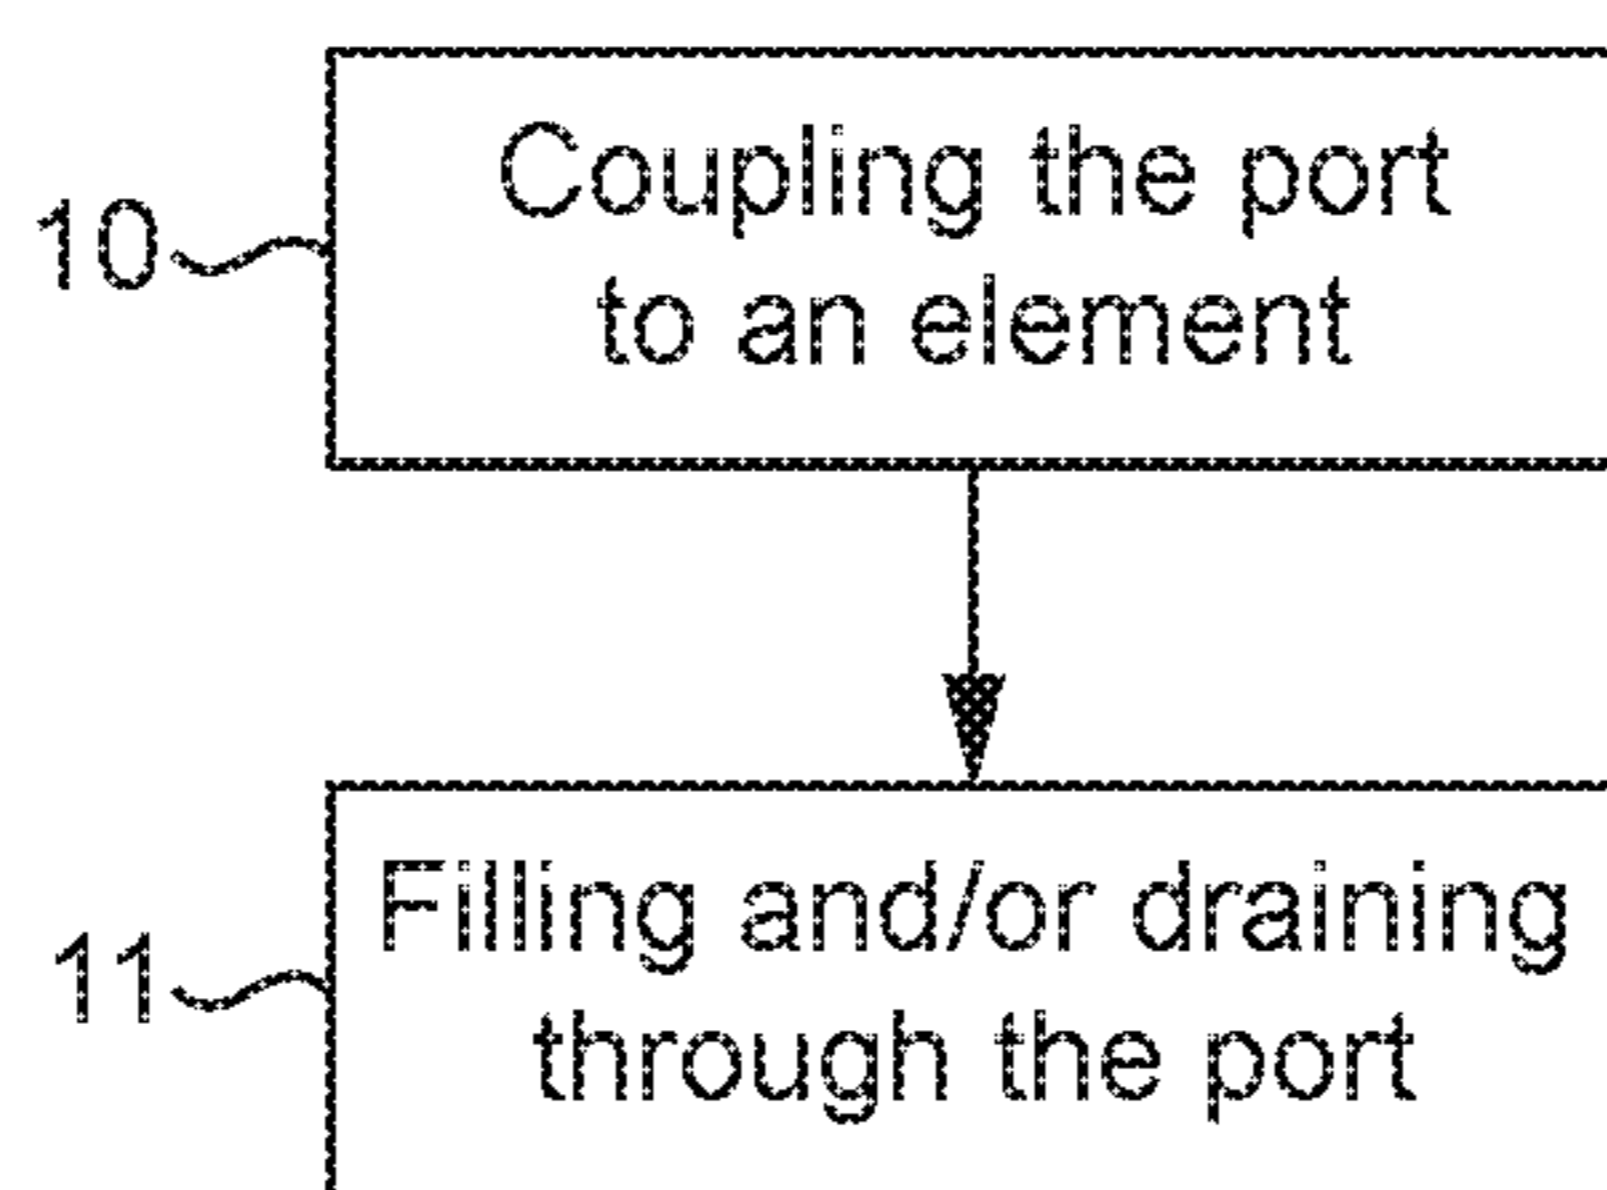 10
Coupling the port
to an element
11
Filling and/or draining
through the port